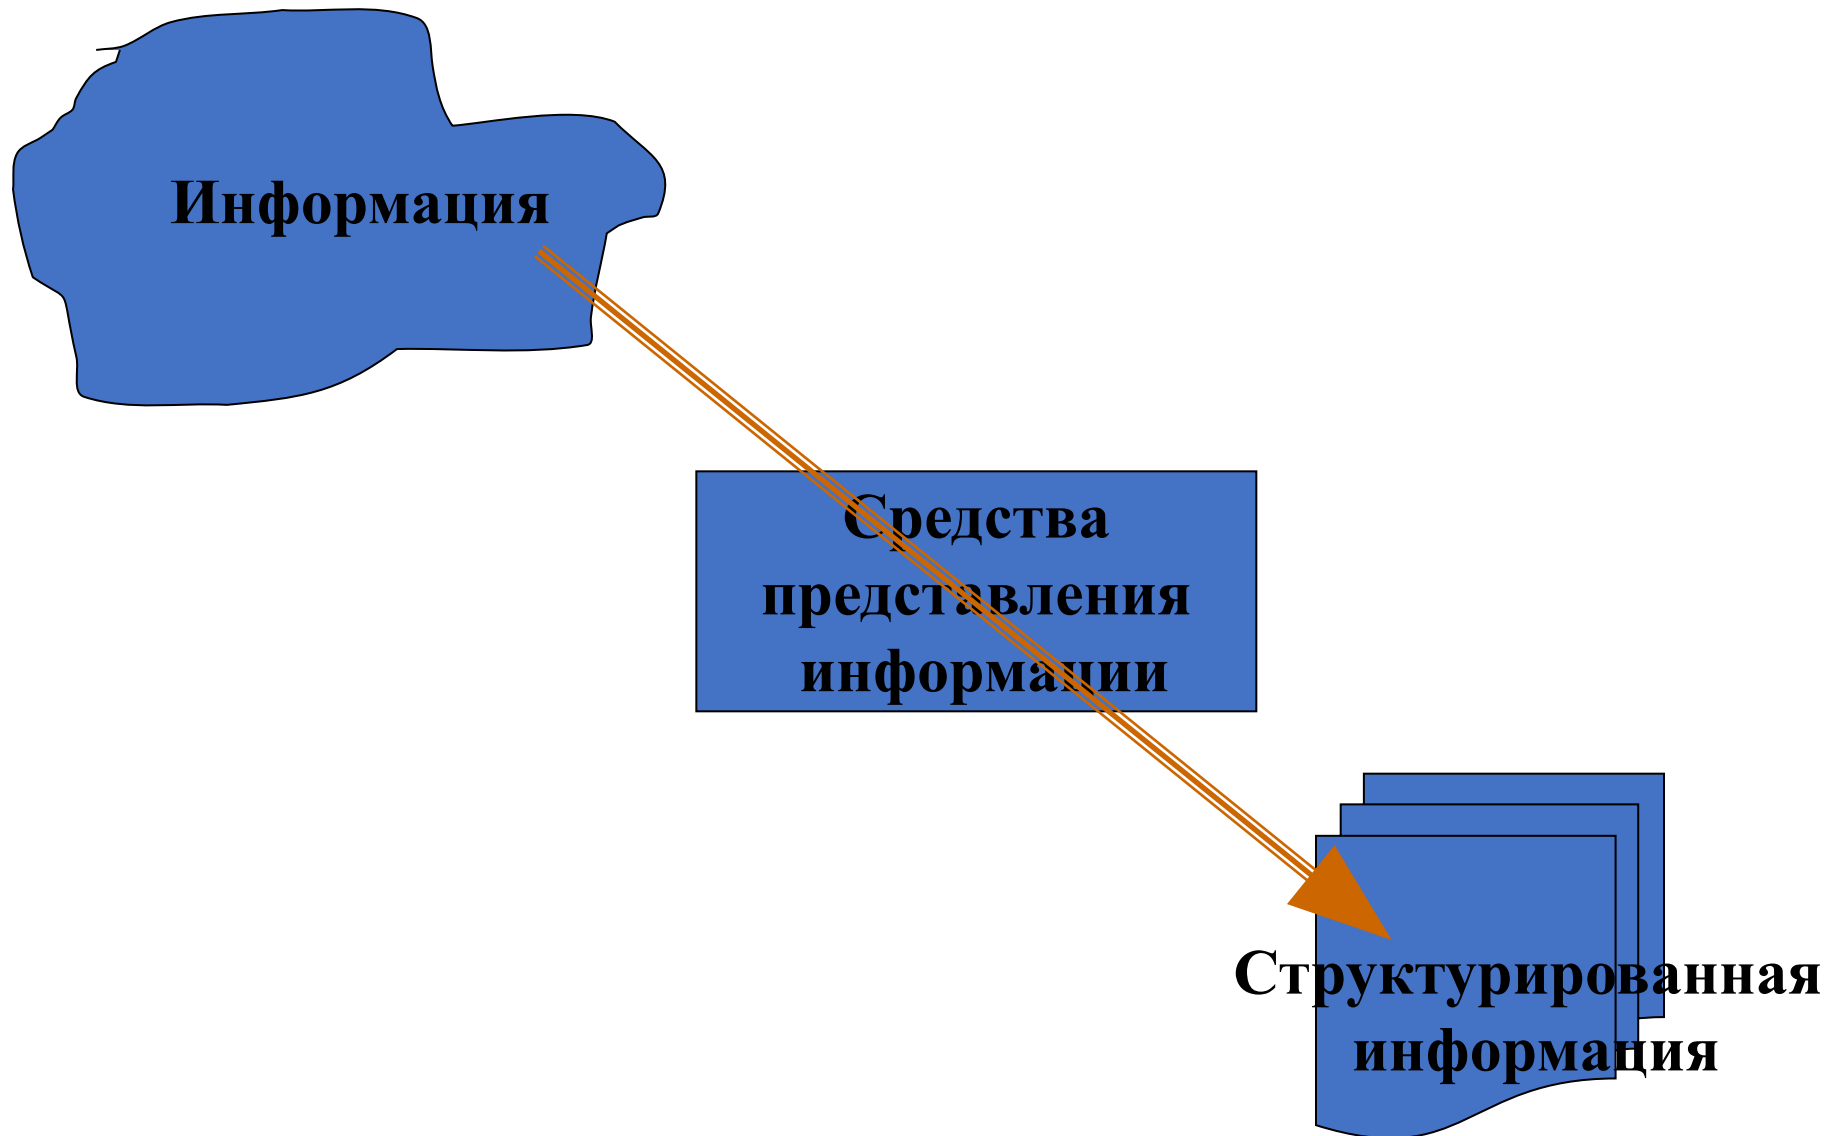 Информация
Средства
представления
информации
Структурированная
информация